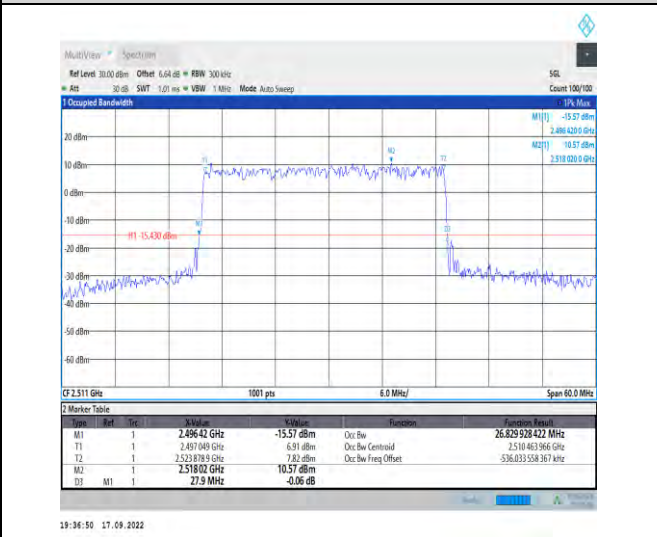 MultiView Spectrum
Ref Level 30.00 dBm Offset 6.64 dB RBW 300 kHz SGL
Att 30 dB SWT 1.01 ms VBW 1 MHz Mode Auto Sweep Count 100/100
1 Occupied Bandwidth 1Pk Max
M1[1] -15.57 dBm
2.496 420 0 GHz
M2[1] 10.57 dBm
2.518 020 0 GHz
20 dBm
10 dBm
0 dBm
-10 dBm
-20 dBm
-30 dBm
-40 dBm
-50 dBm
-60 dBm
T1
M2
T2
M1
D3
H1 -15.430 dBm
CF 2.511 GHz 1001 pts 6.0 MHz/ Span 60.0 MHz
2 Marker Table
Type Ref Trc X-Value Y-Value Function Function Result
M1 1 2.496 42 GHz -15.57 dBm Occ Bw 26.829 928 422 MHz
T1 1 2.497 049 GHz 6.91 dBm Occ Bw Centroid 2.510 463 966 GHz
T2 1 2.523 878 9 GHz 7.82 dBm Occ Bw Freq Offset -536.033 558 367 kHz
M2 1 2.518 02 GHz 10.57 dBm
D3 M1 1 27.9 MHz -0.06 dB
19:36:50 17.09.2022